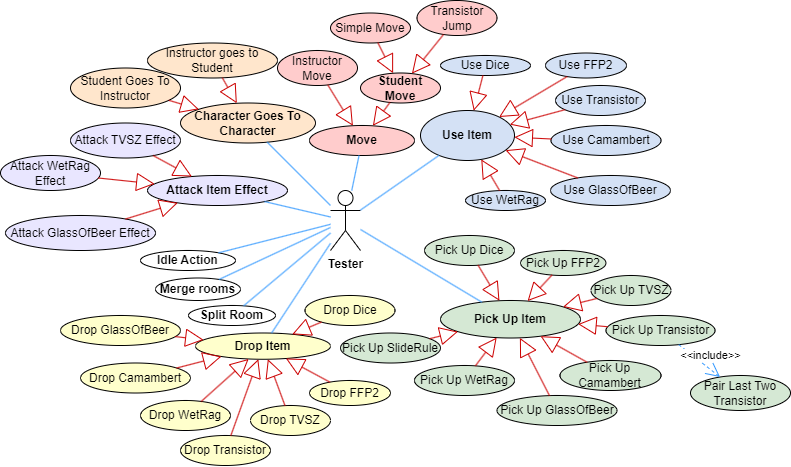 Transistor
Jump
Simple Move
Instructor goes to
Student
Instructor
Move
Student
Move
Student Goes To
Instructor
Character Goes To
Character
Move
Use Dice
Use FFP2
Use Transistor
Use Item
Use Camambert
Use GlassOfBeer
Use WetRag
Attack TVSZ Effect
Attack WetRag
Effect
Attack Item Effect
Attack GlassOfBeer Effect
Tester
Idle Action
Merge rooms
Split Room
Pick Up Dice
Pick Up FFP2
Pick Up TVSZ
Pick Up Item
Pick Up Transistor
Pick Up SlideRule
<<include>>
Pick Up WetRag
Pick Up
Camambert
Pick Up GlassOfBeer
Pair Last Two
Transistor
Drop Dice
Drop GlassOfBeer
Drop Item
Drop Camambert
Drop FFP2
Drop WetRag
Drop TVSZ
Drop Transistor